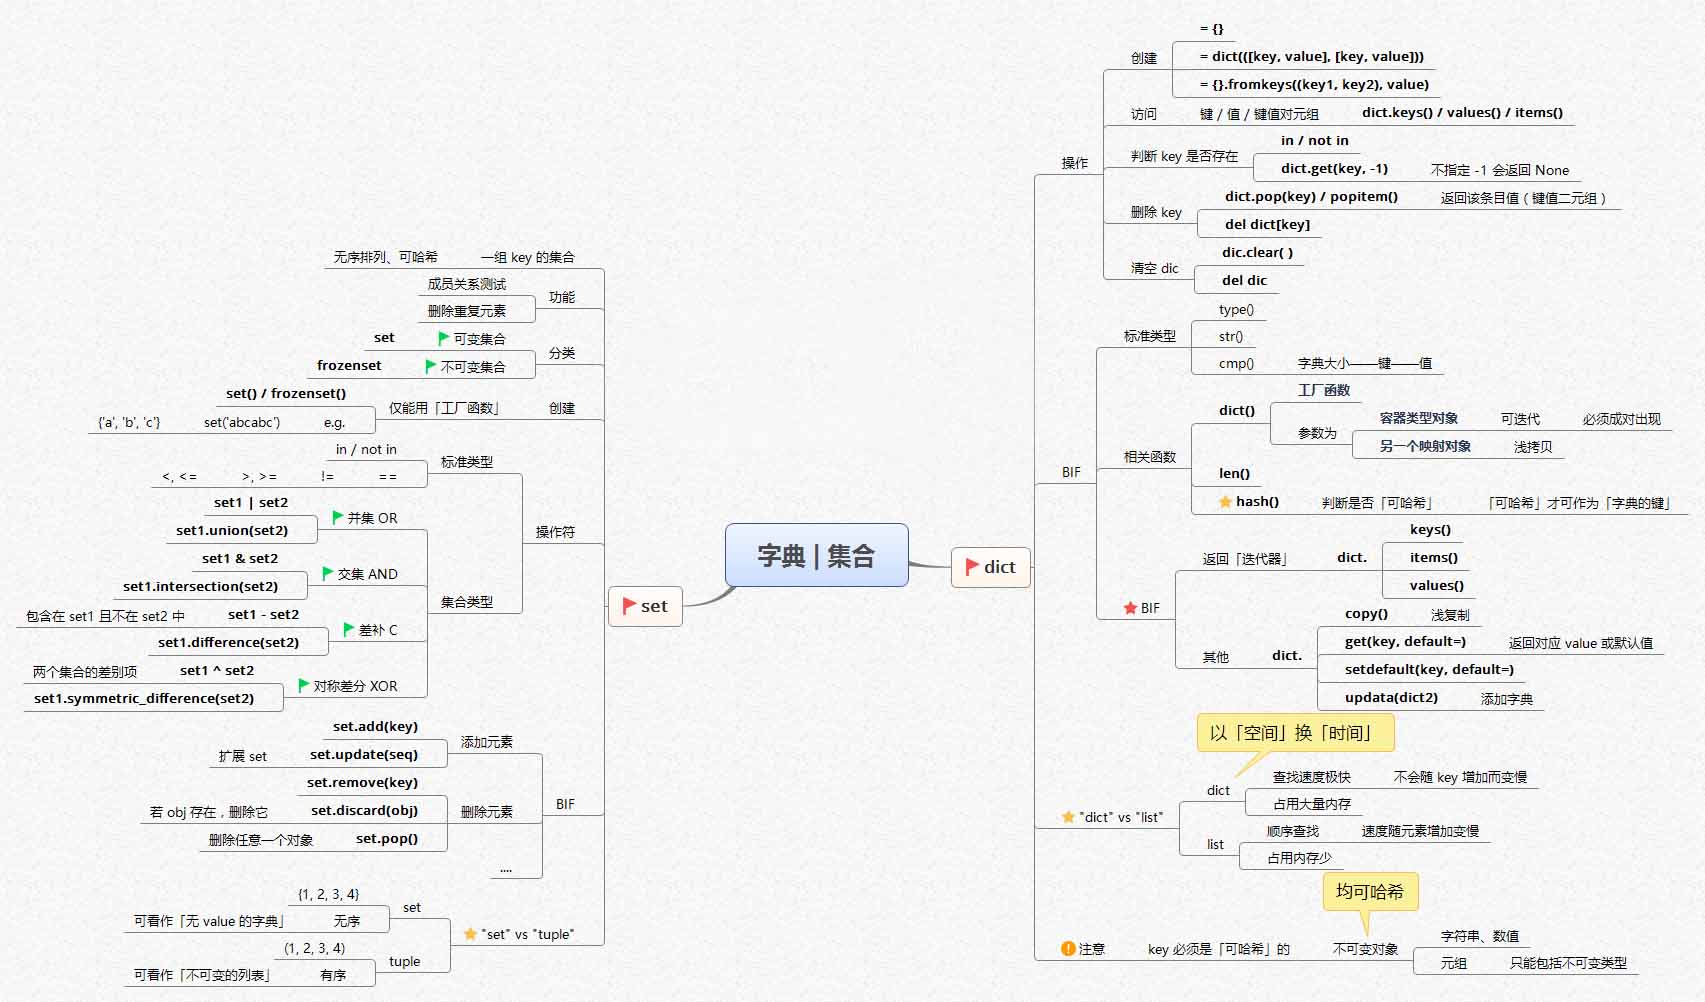 字典 | 集合
dict
操作
创建
= {}
= dict(([key, value], [key, value]))
= {}.fromkeys((key1, key2), value)
访问 键 / 值 / 键值对元组 dict.keys() / values() / items()
判断 key 是否存在
in / not in
dict.get(key, -1) 不指定 -1 会返回 None
删除 key
dict.pop(key) / popitem() 返回该条目值（键值二元组）
del dict[key]
清空 dic
dic.clear( )
del dic
BIF
标准类型
type()
str()
cmp() 字典大小——键——值
相关函数
dict()
工厂函数
参数为
容器类型对象 可迭代 必须成对出现
另一个映射对象 浅拷贝
len()
hash() 判断是否「可哈希」 「可哈希」才可作为「字典的键」
BIF
返回「迭代器」 dict.
keys()
items()
values()
其他 dict.
copy() 浅复制
get(key, default=) 返回对应 value 或默认值
setdefault(key, default=)
updata(dict2) 添加字典
以「空间」换「时间」
"dict" vs "list"
dict
查找速度极快 不会随 key 增加而变慢
占用大量内存
list
顺序查找 速度随元素增加变慢
占用内存少
均可哈希
注意 key 必须是「可哈希」的 不可变对象
字符串、数值
元组 只能包括不可变类型
set
无序排列、可哈希 一组 key 的集合
功能
成员关系测试
删除重复元素
分类
set 可变集合
frozenset 不可变集合
创建
仅能用「工厂函数」
set() / frozenset()
{'a', 'b', 'c'} set('abcabc') e.g.
操作符
标准类型
in / not in
<, <= >, >= != ==
集合类型
并集 OR
set1 | set2
set1.union(set2)
交集 AND
set1 & set2
set1.intersection(set2)
差补 C
包含在 set1 且不在 set2 中 set1 - set2
set1.difference(set2)
对称差分 XOR
两个集合的差别项 set1 ^ set2
set1.symmetric_difference(set2)
BIF
添加元素
set.add(key)
扩展 set set.update(seq)
删除元素
set.remove(key)
若 obj 存在，删除它 set.discard(obj)
删除任意一个对象 set.pop()
....
"set" vs "tuple"
set
{1, 2, 3, 4}
可看作「无 value 的字典」 无序
tuple
(1, 2, 3, 4)
可看作「不可变的列表」 有序